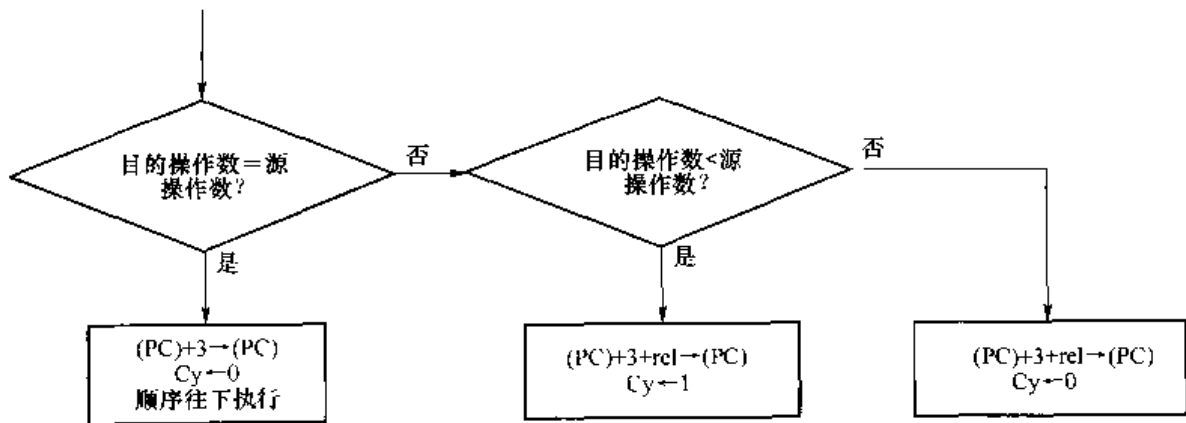 目的操作数=源
操作数?
否
目的操作数<源
操作数?
否
是
是
(PC)+3→(PC)
Cy←0
顺序往下执行
(PC)+3+rel→(PC)
Cy←1
(PC)+3+rel→(PC)
Cy←0